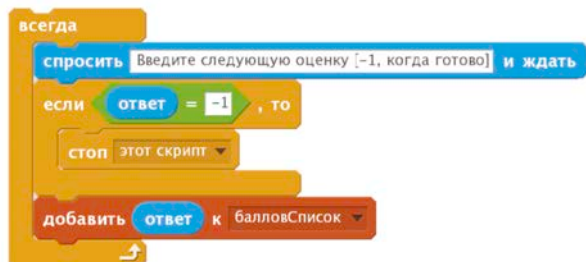 всегда
спросить Введите следующую оценку [-1, когда готово] и ждать
если ответ = -1 , то
стоп этот скрипт
добавить ответ к балловСписок